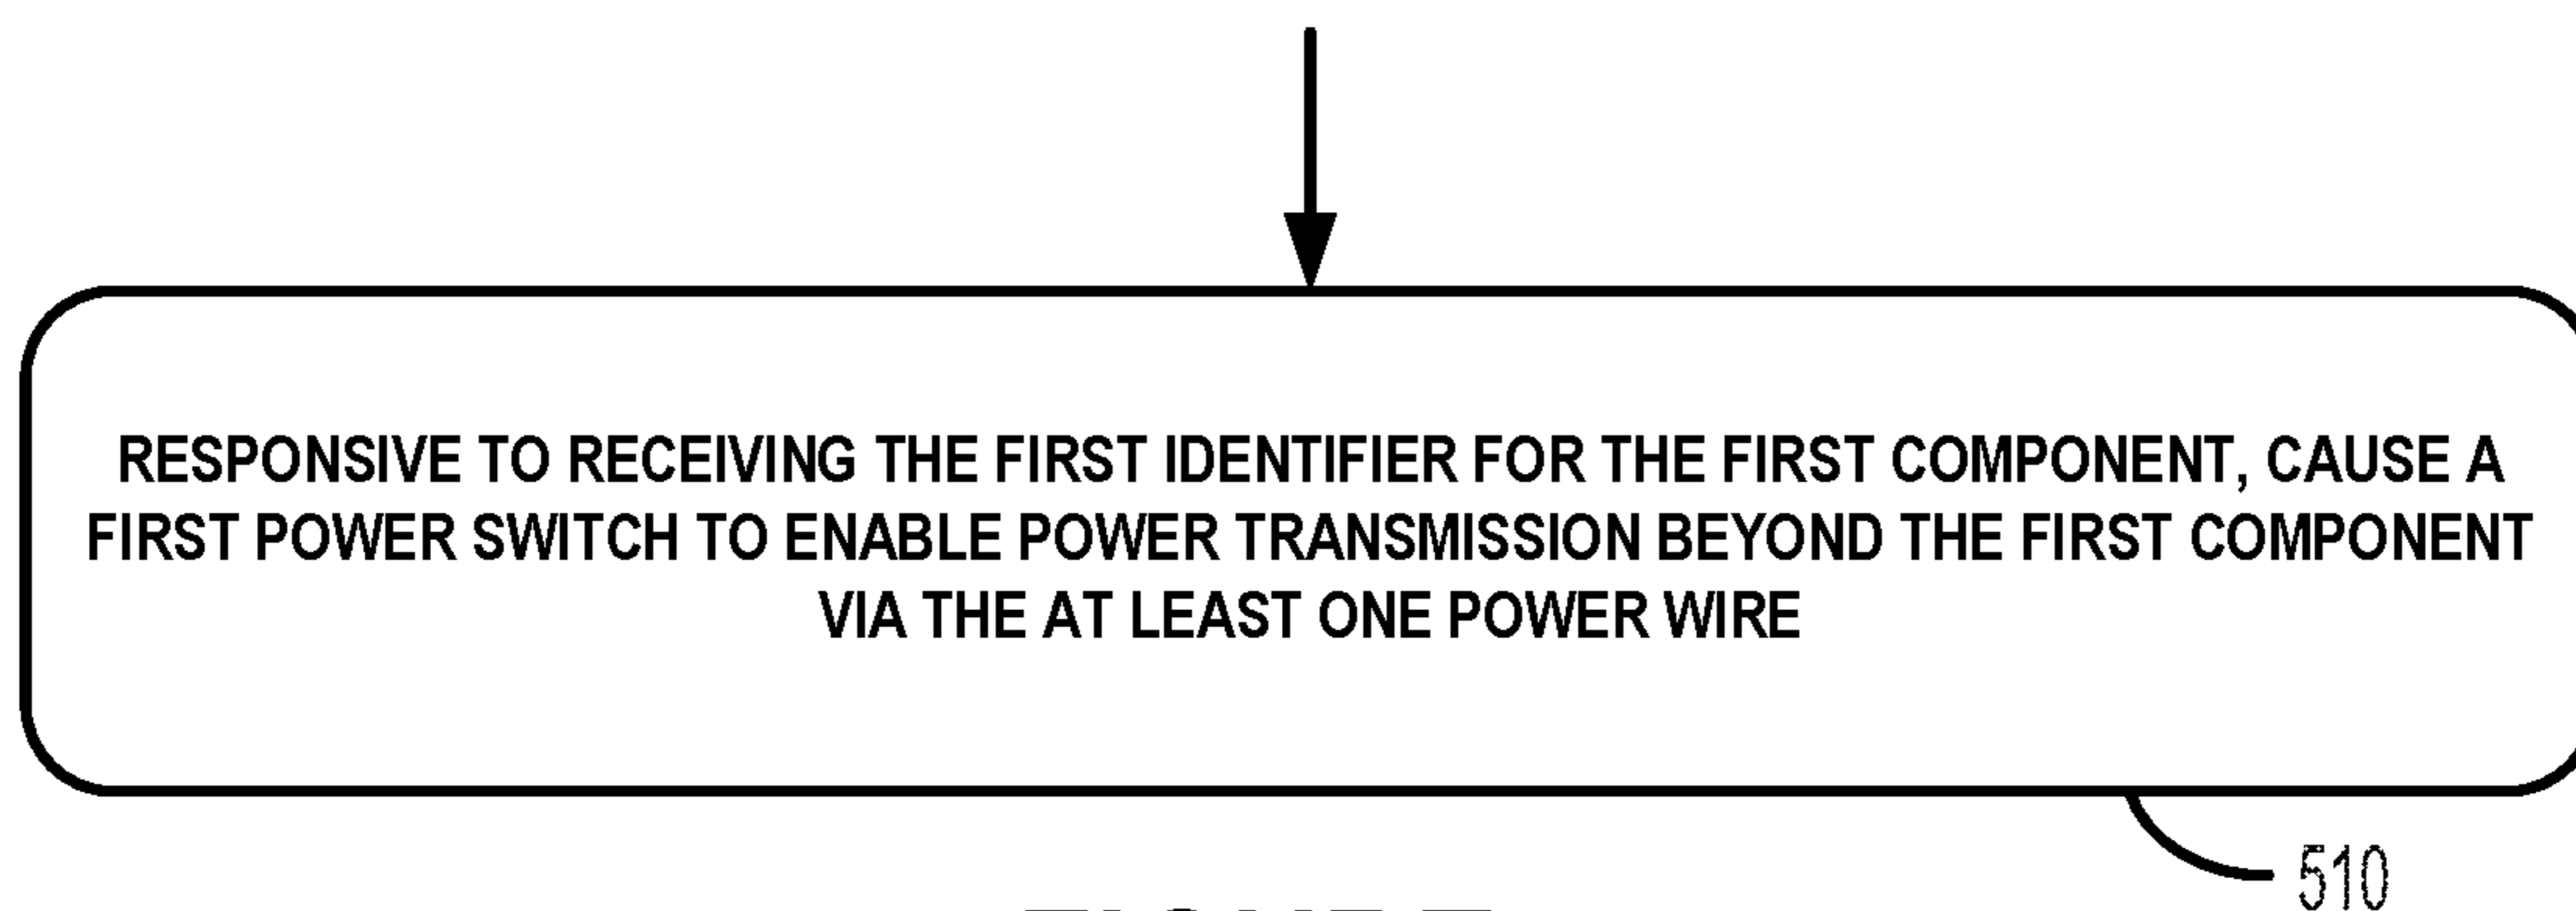 RESPONSIVE TO RECEIVING THE FIRST IDENTIFIER FOR THE FIRST COMPONENT, CAUSE A
FIRST POWER SWITCH TO ENABLE POWER TRANSMISSION BEYOND THE FIRST COMPONENT
VIA THE AT LEAST ONE POWER WIRE
510